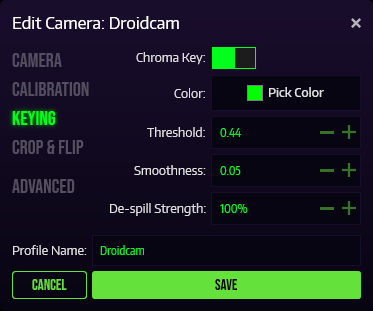 Edit Camera: Droidcam
×
CAMERA
CALIBRATION
KEYING
CROP & FLIP
ADVANCED
Chroma Key:
Color: Pick Color
Threshold: 0.44
Smoothness: 0.05
De-spill Strength: 100%
Profile Name: Droidcam
CANCEL SAVE